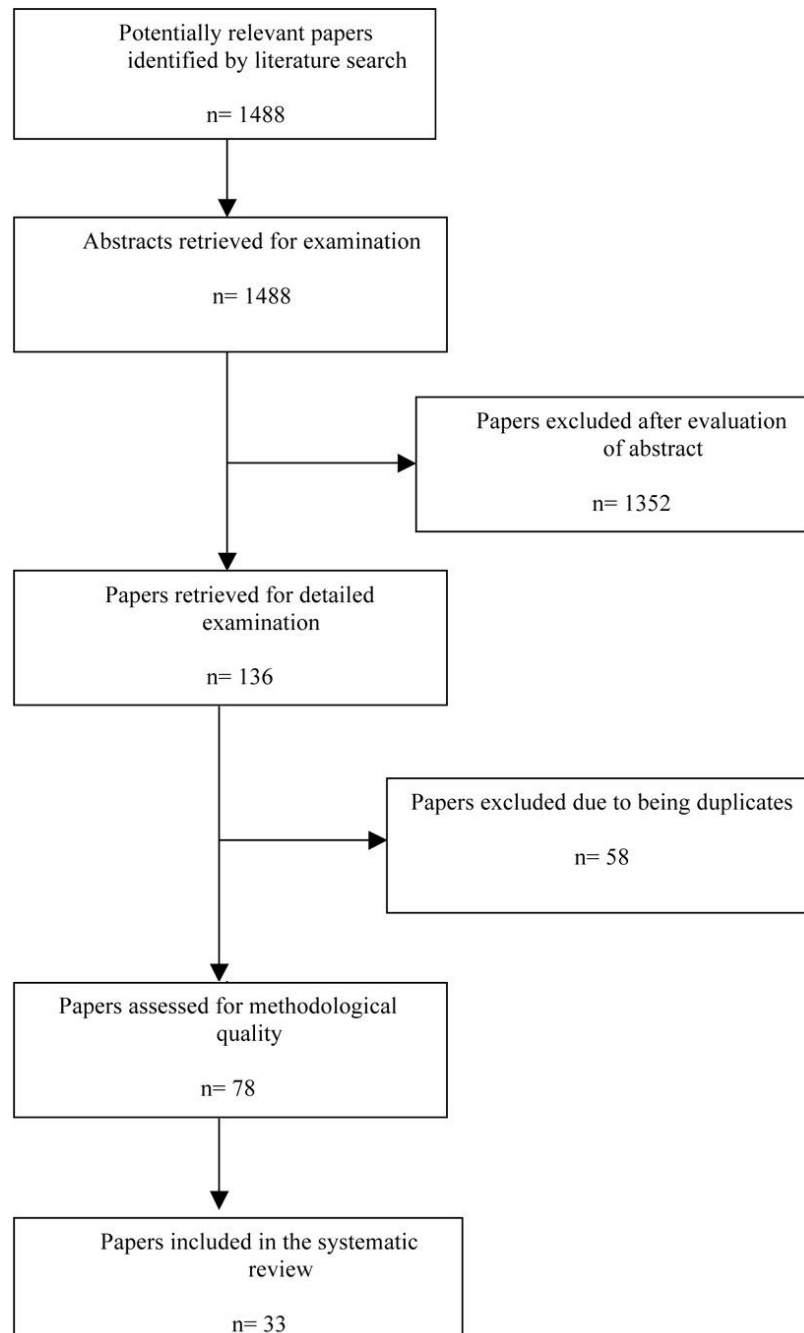 Potentially relevant papers
identified by literature search
n= 1488
Abstracts retrieved for examination
n= 1488
Papers excluded after evaluation
of abstract
n= 1352
Papers retrieved for detailed
examination
n= 136
Papers excluded due to being duplicates
n= 58
Papers assessed for methodological
quality
n= 78
Papers included in the systematic
review
n= 33